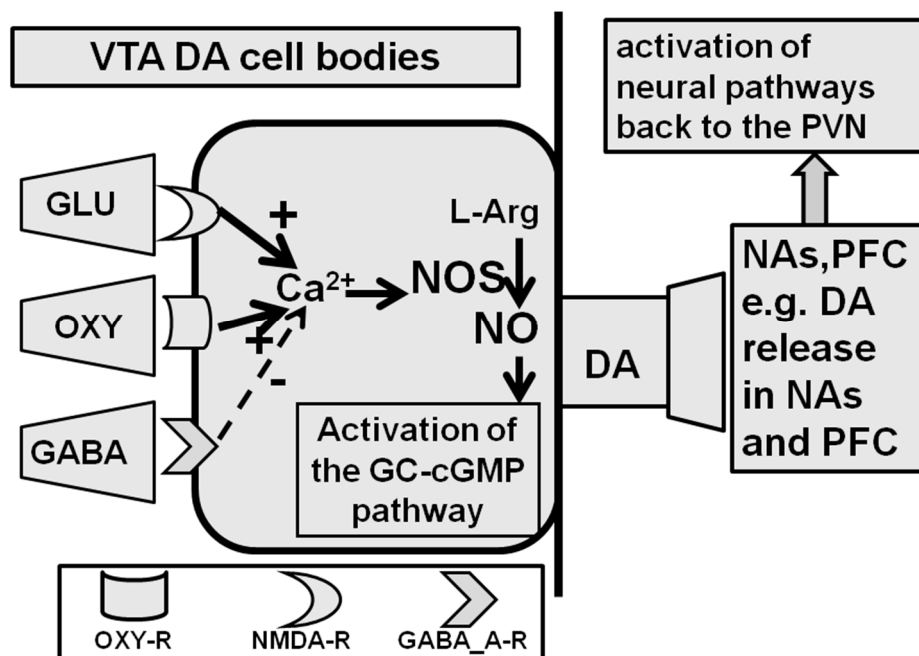 VTA DA cell bodies
GLU
OXY
GABA
+
+
-
Ca²⁺
L-Arg
NOS
NO
Activation of
the GC-cGMP
pathway
DA
activation of
neural pathways
back to the PVN
NAs,PFC
e.g. DA
release
in NAs
and PFC
OXY-R
NMDA-R
GABA_A-R